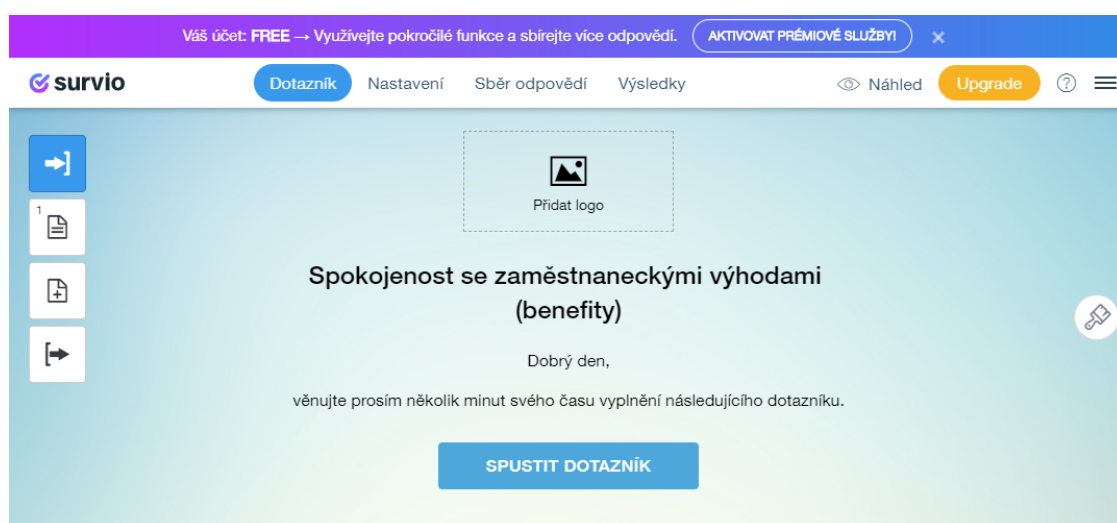 Váš účet: FREE → Využívejte pokročilé funkce a sbírejte více odpovědí. AKTIVOVAT PRÉMIOVÉ SLUŽBY!
survio Dotazník Nastavení Sběr odpovědí Výsledky Náhled Upgrade ?
Přidat logo
1
Spokojenost se zaměstnaneckými výhodami
(benefity)
Dobrý den,
věnujte prosím několik minut svého času vyplnění následujícího dotazníku.
SPUSTIT DOTAZNÍK